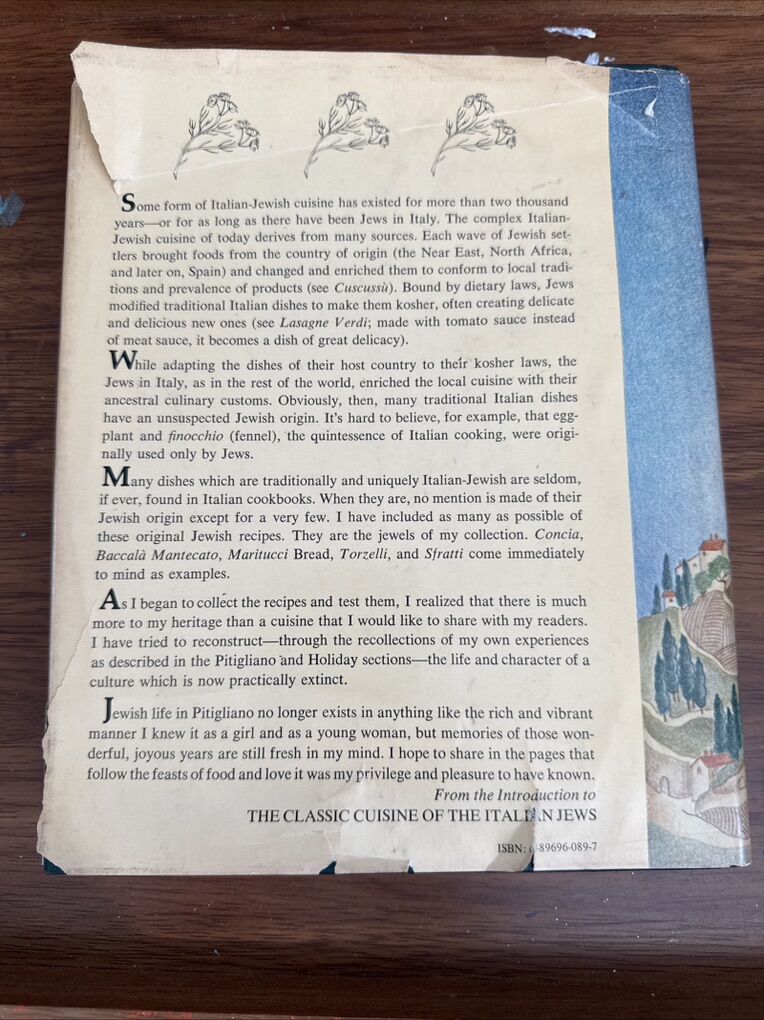 Some form of Italian-Jewish cuisine has existed for more than two thousand
years—or for as long as there have been Jews in Italy. The complex Italian-
Jewish cuisine of today derives from many sources. Each wave of Jewish set-
tlers brought foods from the country of origin (the Near East, North Africa,
and later on, Spain) and changed and enriched them to conform to local tradi-
tions and prevalence of products (see Cuscussù). Bound by dietary laws, Jews
modified traditional Italian dishes to make them kosher, often creating delicate
and delicious new ones (see Lasagne Verdi; made with tomato sauce instead
of meat sauce, it becomes a dish of great delicacy).
While adapting the dishes of their host country to their kosher laws, the
Jews in Italy, as in the rest of the world, enriched the local cuisine with their
ancestral culinary customs. Obviously, then, many traditional Italian dishes
have an unsuspected Jewish origin. It's hard to believe, for example, that egg-
plant and finocchio (fennel), the quintessence of Italian cooking, were origi-
nally used only by Jews.
Many dishes which are traditionally and uniquely Italian-Jewish are seldom,
if ever, found in Italian cookbooks. When they are, no mention is made of their
Jewish origin except for a very few. I have included as many as possible of
these original Jewish recipes. They are the jewels of my collection. Concia,
Baccalà Mantecato, Maritucci Bread, Torzelli, and Sfratti come immediately
to mind as examples.
As I began to collect the recipes and test them, I realized that there is much
more to my heritage than a cuisine that I would like to share with my readers.
I have tried to reconstruct—through the recollections of my own experiences
as described in the Pitigliano and Holiday sections—the life and character of a
culture which is now practically extinct.
Jewish life in Pitigliano no longer exists in anything like the rich and vibrant
manner I knew it as a girl and as a young woman, but memories of those won-
derful, joyous years are still fresh in my mind. I hope to share in the pages that
follow the feasts of food and love it was my privilege and pleasure to have known.
From the Introduction to
THE CLASSIC CUISINE OF THE ITALIAN JEWS
ISBN: -89696-089-7